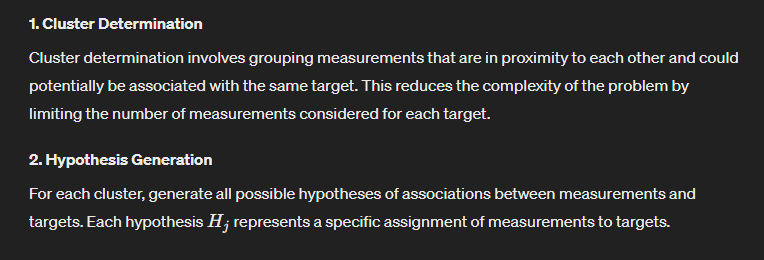 1. Cluster Determination
Cluster determination involves grouping measurements that are in proximity to each other and could
potentially be associated with the same target. This reduces the complexity of the problem by
limiting the number of measurements considered for each target.
2. Hypothesis Generation
For each cluster, generate all possible hypotheses of associations between measurements and
targets. Each hypothesis H_j represents a specific assignment of measurements to targets.